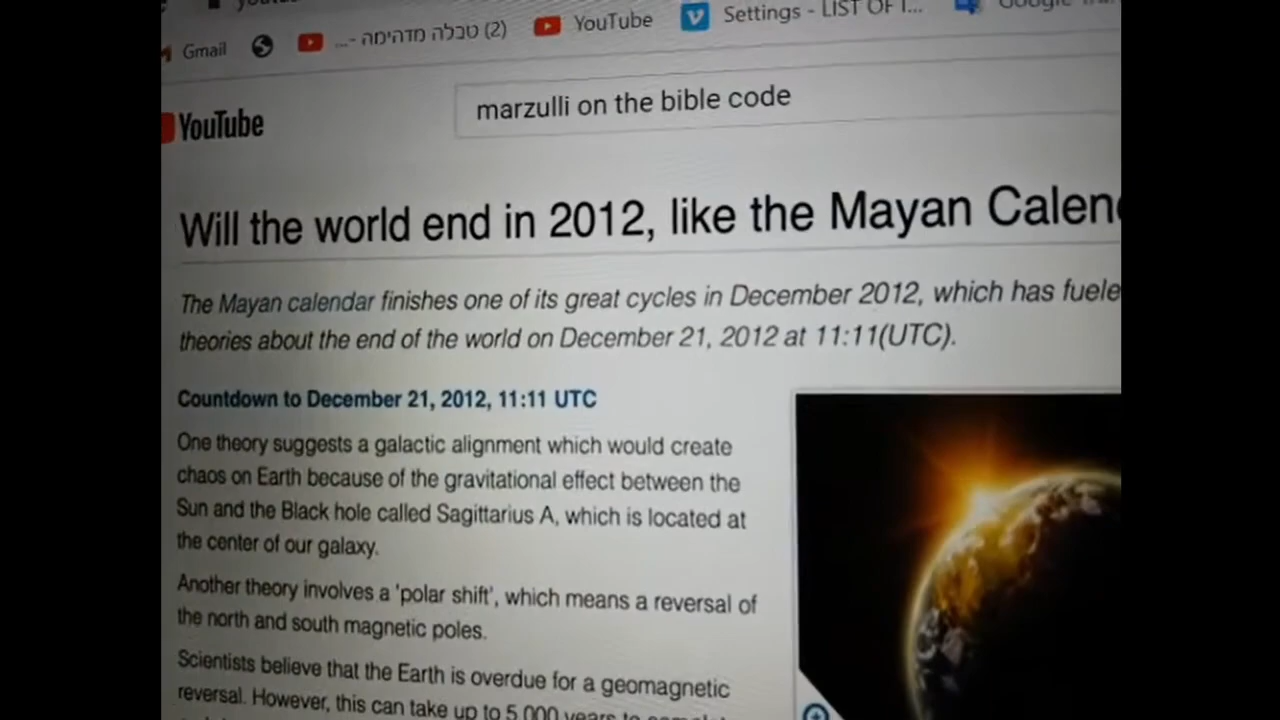 Gmail
...- טבלה מדהימה (2)
YouTube
Settings - LIST OF I...
YouTube
marzulli on the bible code
Will the world end in 2012, like the Mayan
The Mayan calendar finishes one of its great cycles in December 2012, which has
theories about the end of the world on December 21, 2012 at 11:11(UTC).
Countdown to December 21, 2012, 11:11 UTC
One theory suggests a galactic alignment which would create
chaos on Earth because of the gravitational effect between the
Sun and the Black hole called Sagittarius A, which is located at
the center of our galaxy.
Another theory involves a 'polar shift', which means a reversal of
the north and south magnetic poles.
Scientists believe that the Earth is overdue for a geomagnetic
reversal. However, this can take up to 5,000 years to